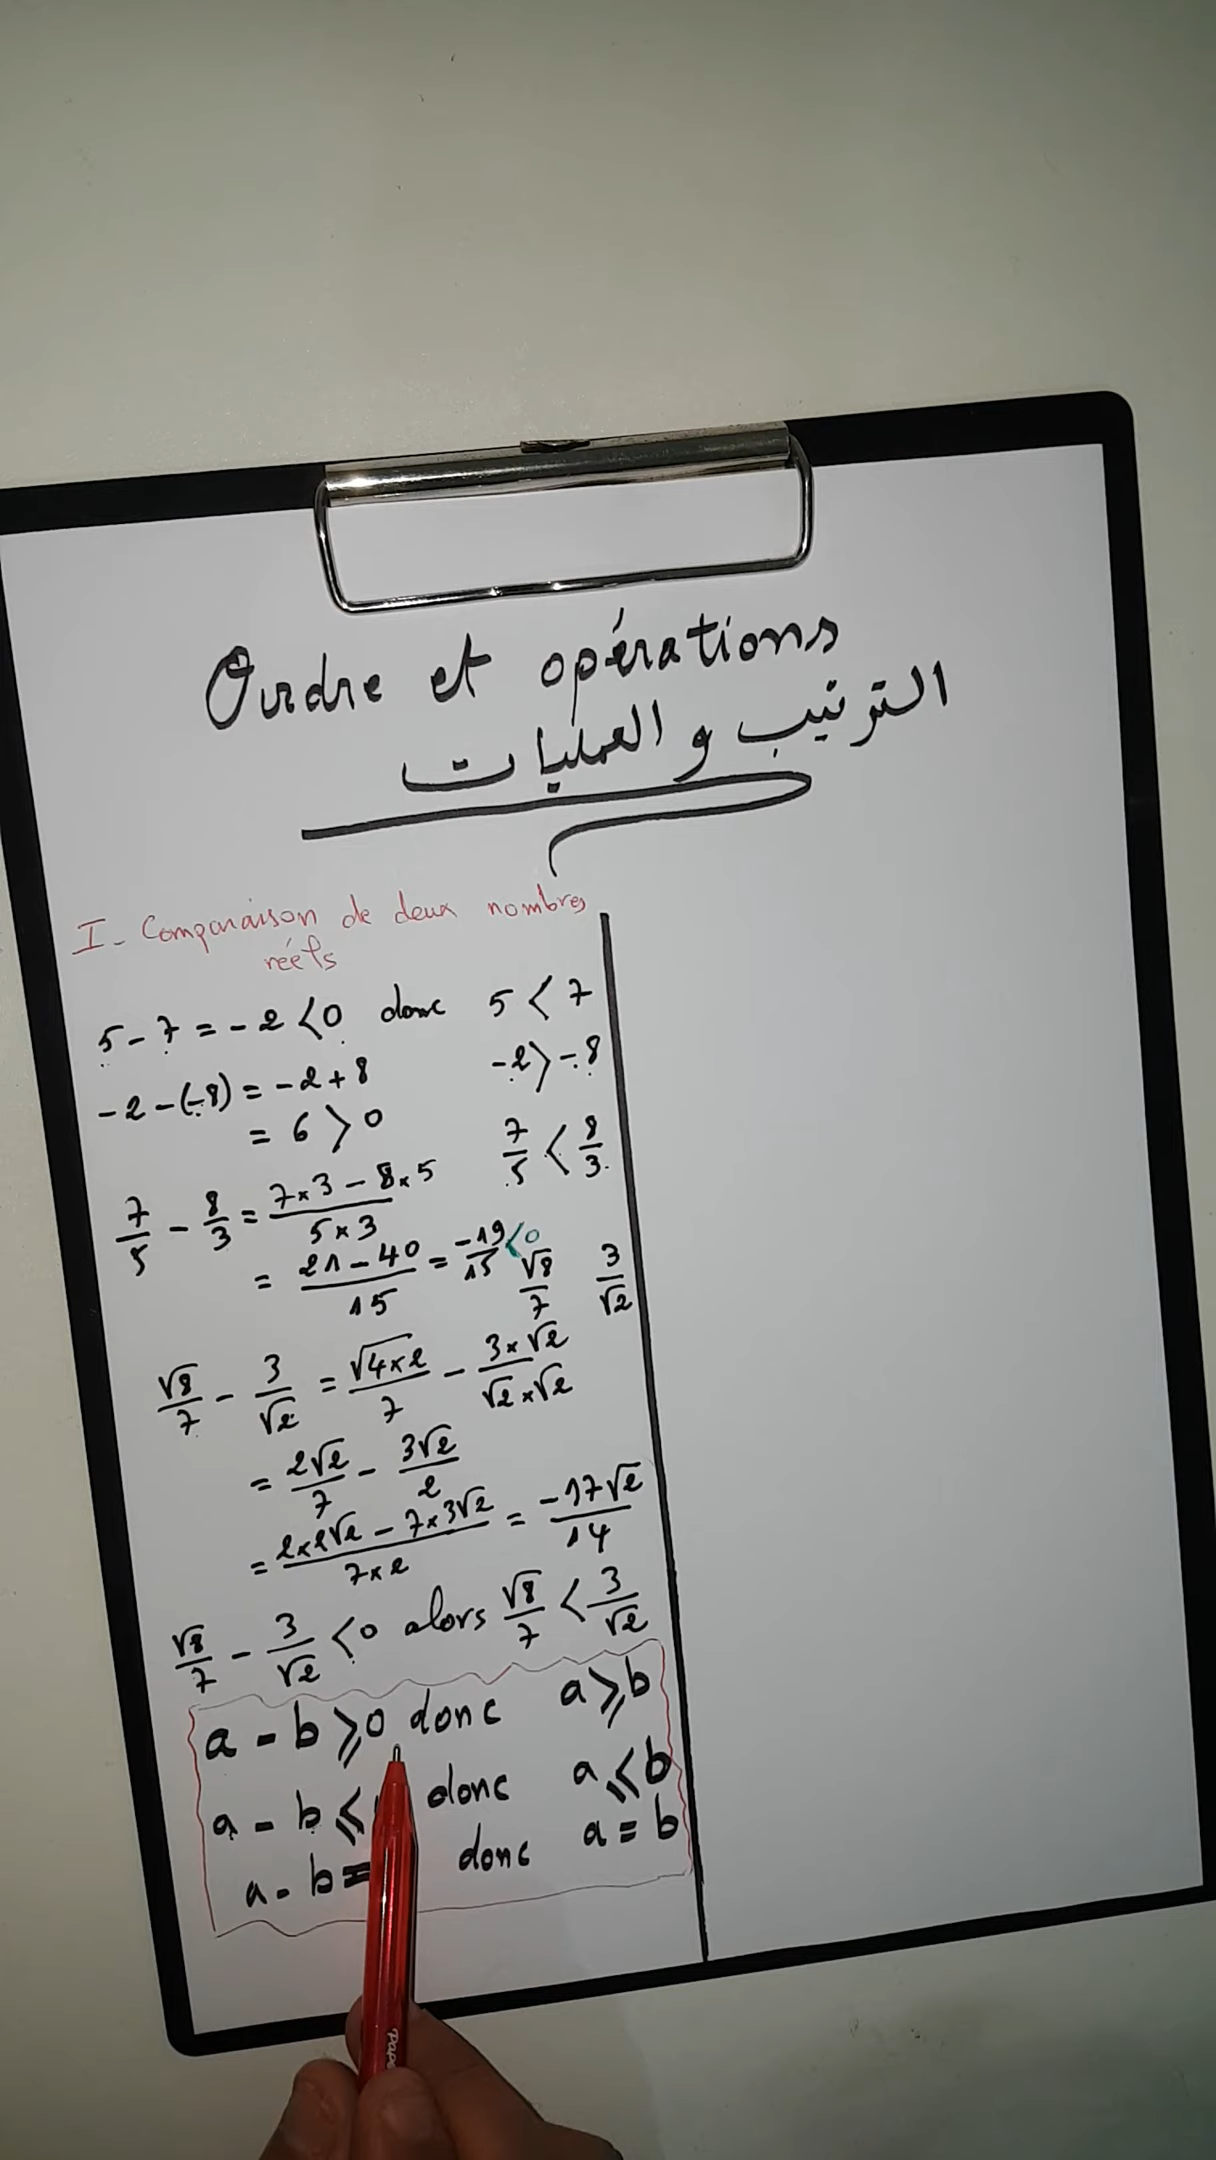 Ordre et opérations
الترتيب و العمليات
I - Comparaison de deux nombres
réels
5 - 7 = - 2 < 0 donc 5 < 7
- 2 - (- 8) = - 2 + 8 - 2 > - 8
= 6 > 0
7/5 - 8/3 = (7 × 3 - 8 × 5)/(5 × 3) 7/5 < 8/3
= (21 - 40)/15 = -19/15 < 0
√8/7 3/√2
√8/7 - 3/√2 = √(4 × 2)/7 - (3 × √2)/(√2 × √2)
= 2√2/7 - 3√2/2
= (2 × 2√2 - 7 × 3√2)/(7 × 2) = -17√2/14
√8/7 - 3/√2 < 0 alors √8/7 < 3/√2
a - b ⩾ 0 donc a ⩾ b
a - b ⩽ donc a ⩽ b
a - b = donc a = b